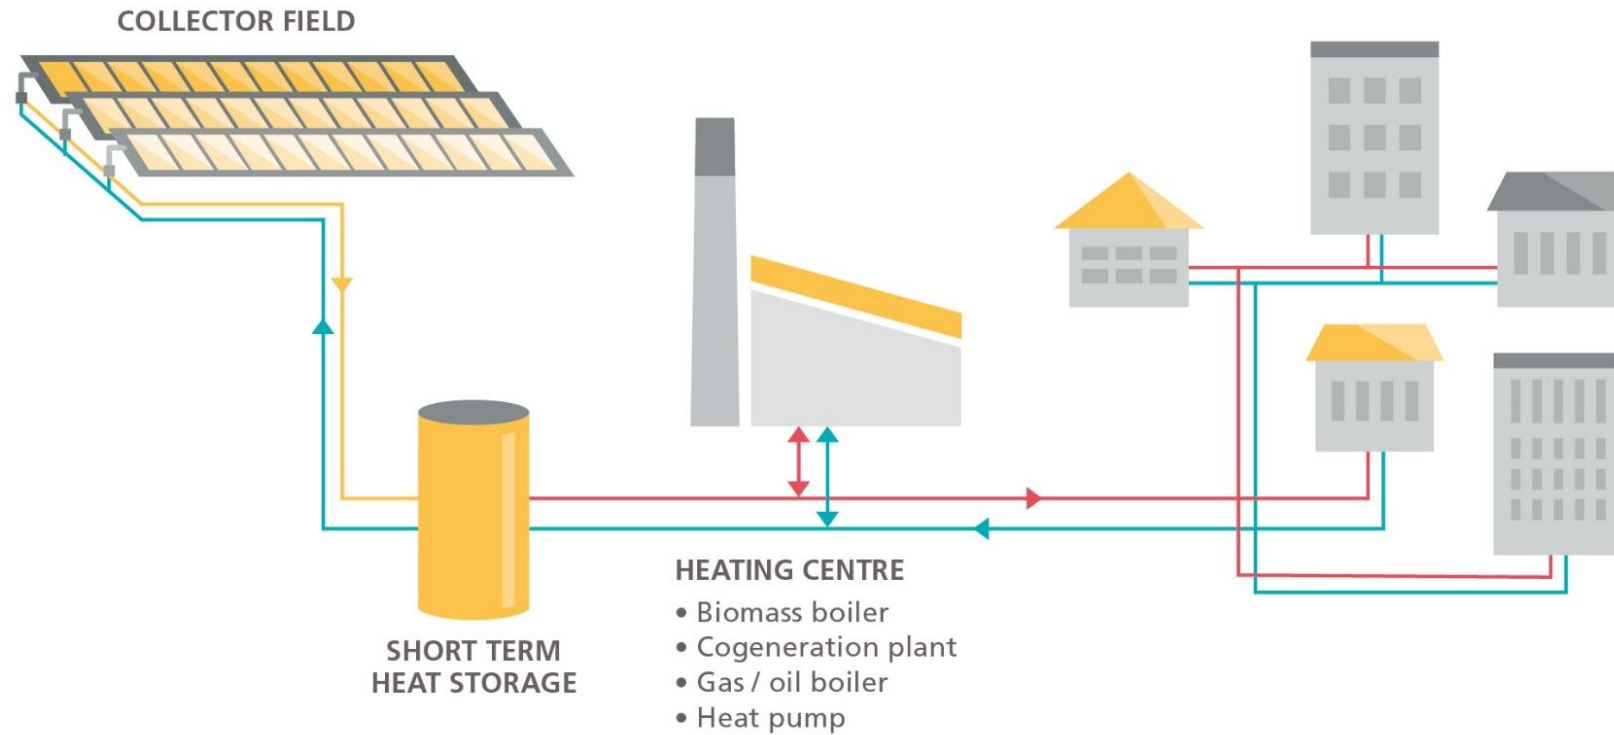 COLLECTOR FIELD
SHORT TERM
HEAT STORAGE
HEATING CENTRE
• Biomass boiler
• Cogeneration plant
• Gas / oil boiler
• Heat pump